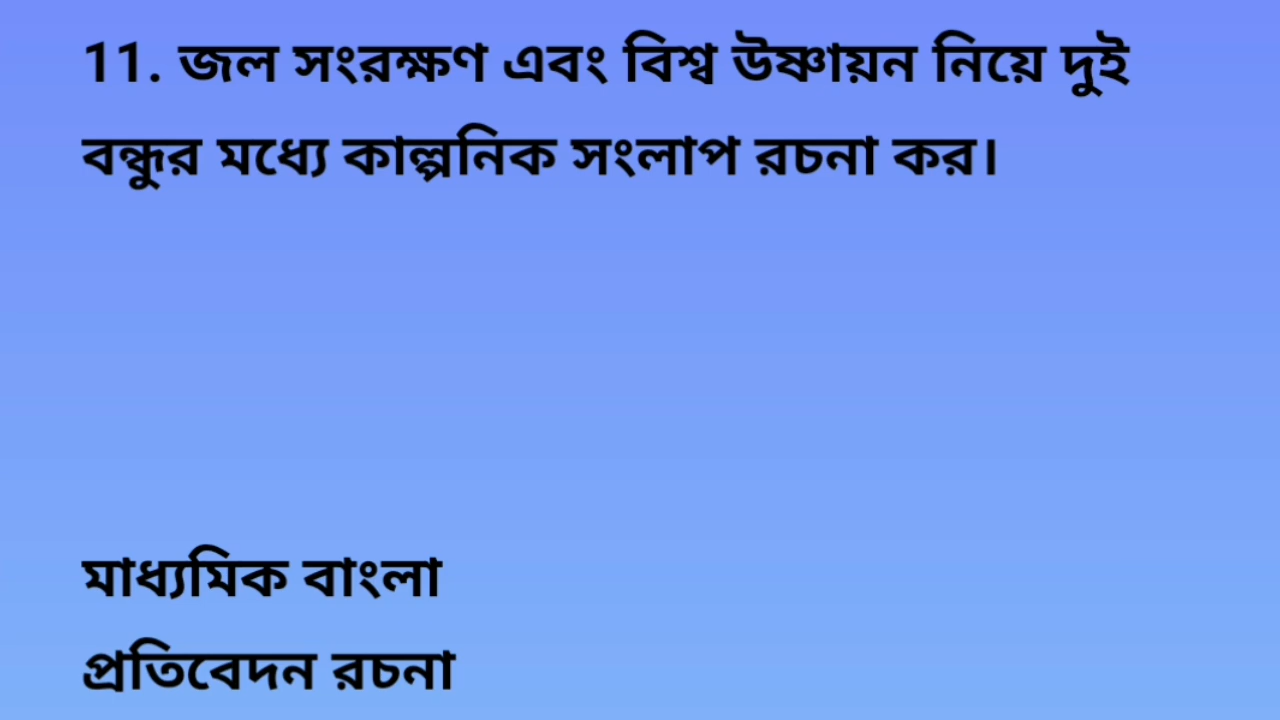 11. জল সংরক্ষণ এবং বিশ্ব উষ্ণায়ন নিয়ে দুই
বন্ধুর মধ্যে কাল্পনিক সংলাপ রচনা কর।
মাধ্যমিক বাংলা
প্রতিবেদন রচনা